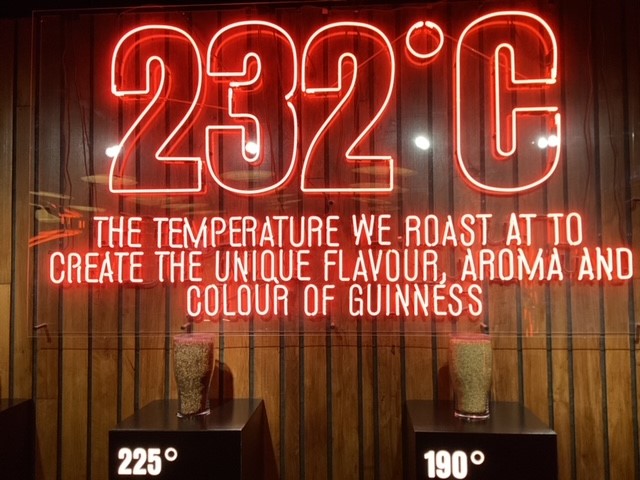 232°C
THE TEMPERATURE WE ROAST AT TO
CREATE THE UNIQUE FLAVOUR, AROMA AND
COLOUR OF GUINNESS
225°
190°